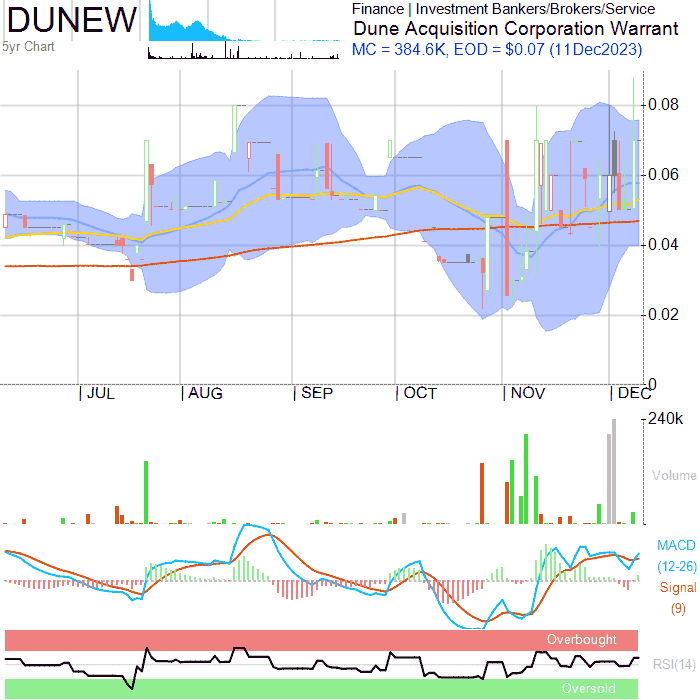 DUNEW
5yr Chart
Finance | Investment Bankers/Brokers/Service
Dune Acquisition Corporation Warrant
MC = 384.6K, EOD = $0.07 (11Dec2023)
0.08
0.06
0.04
0.02
0
JUL
AUG
SEP
OCT
NOV
DEC
240k
Volume
MACD
(12-26)
Signal
(9)
Overbought
RSI(14)
Oversold